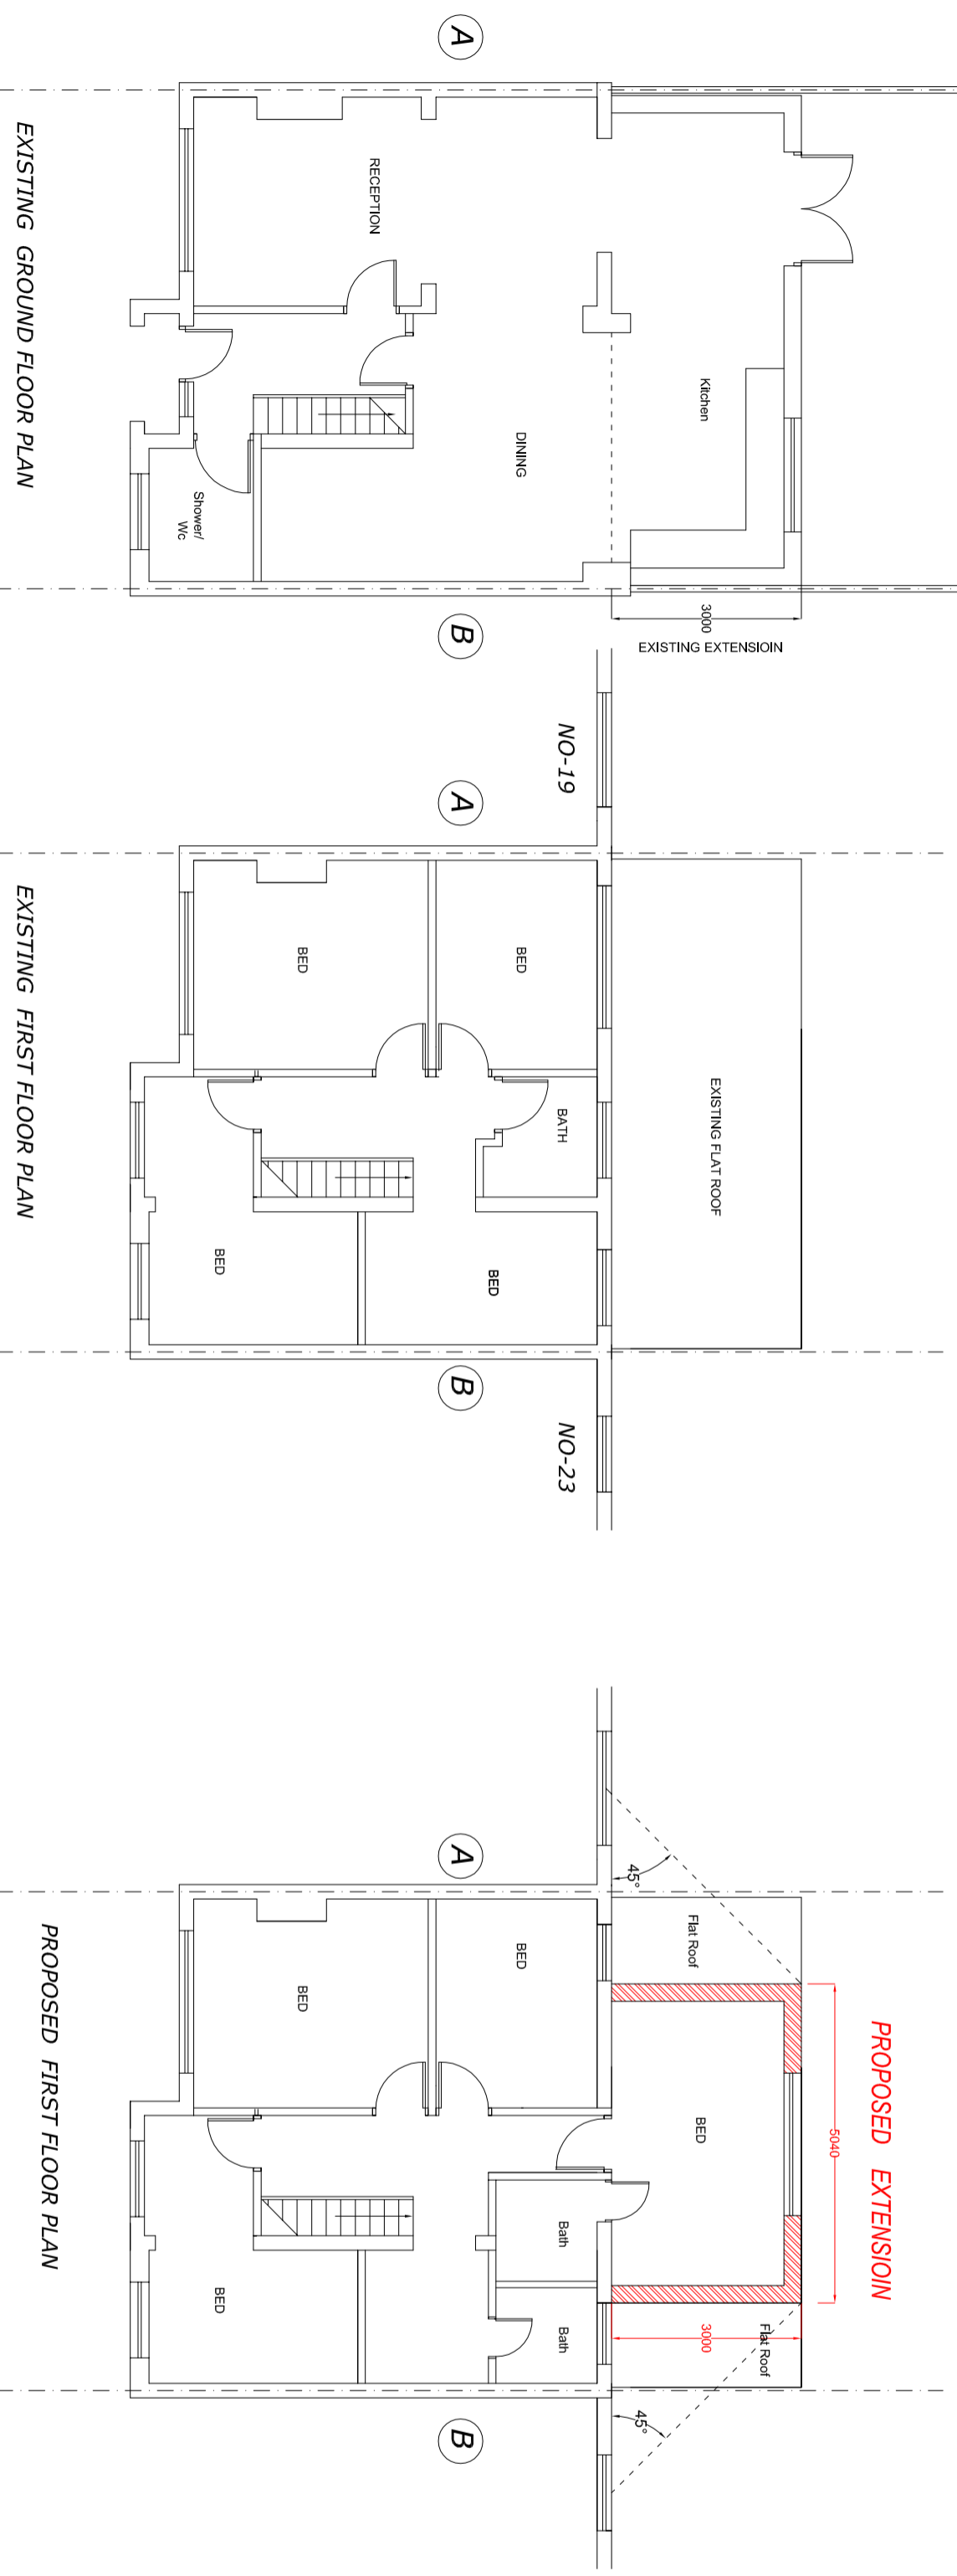 A
RECEPTION
Kitchen
DINING
Shower/
Wc
B
3000
EXISTING EXTENSIOIN
EXISTING GROUND FLOOR PLAN
NO-19
A
BED
BED
EXISTING FLAT ROOF
BATH
BED
BED
B
NO-23
EXISTING FIRST FLOOR PLAN
PROPOSED EXTENSIOIN
A
45°
Flat Roof
BED
BED
5040
BED
Bath
Bath
BED
3000
Flat Roof
45°
B
PROPOSED FIRST FLOOR PLAN